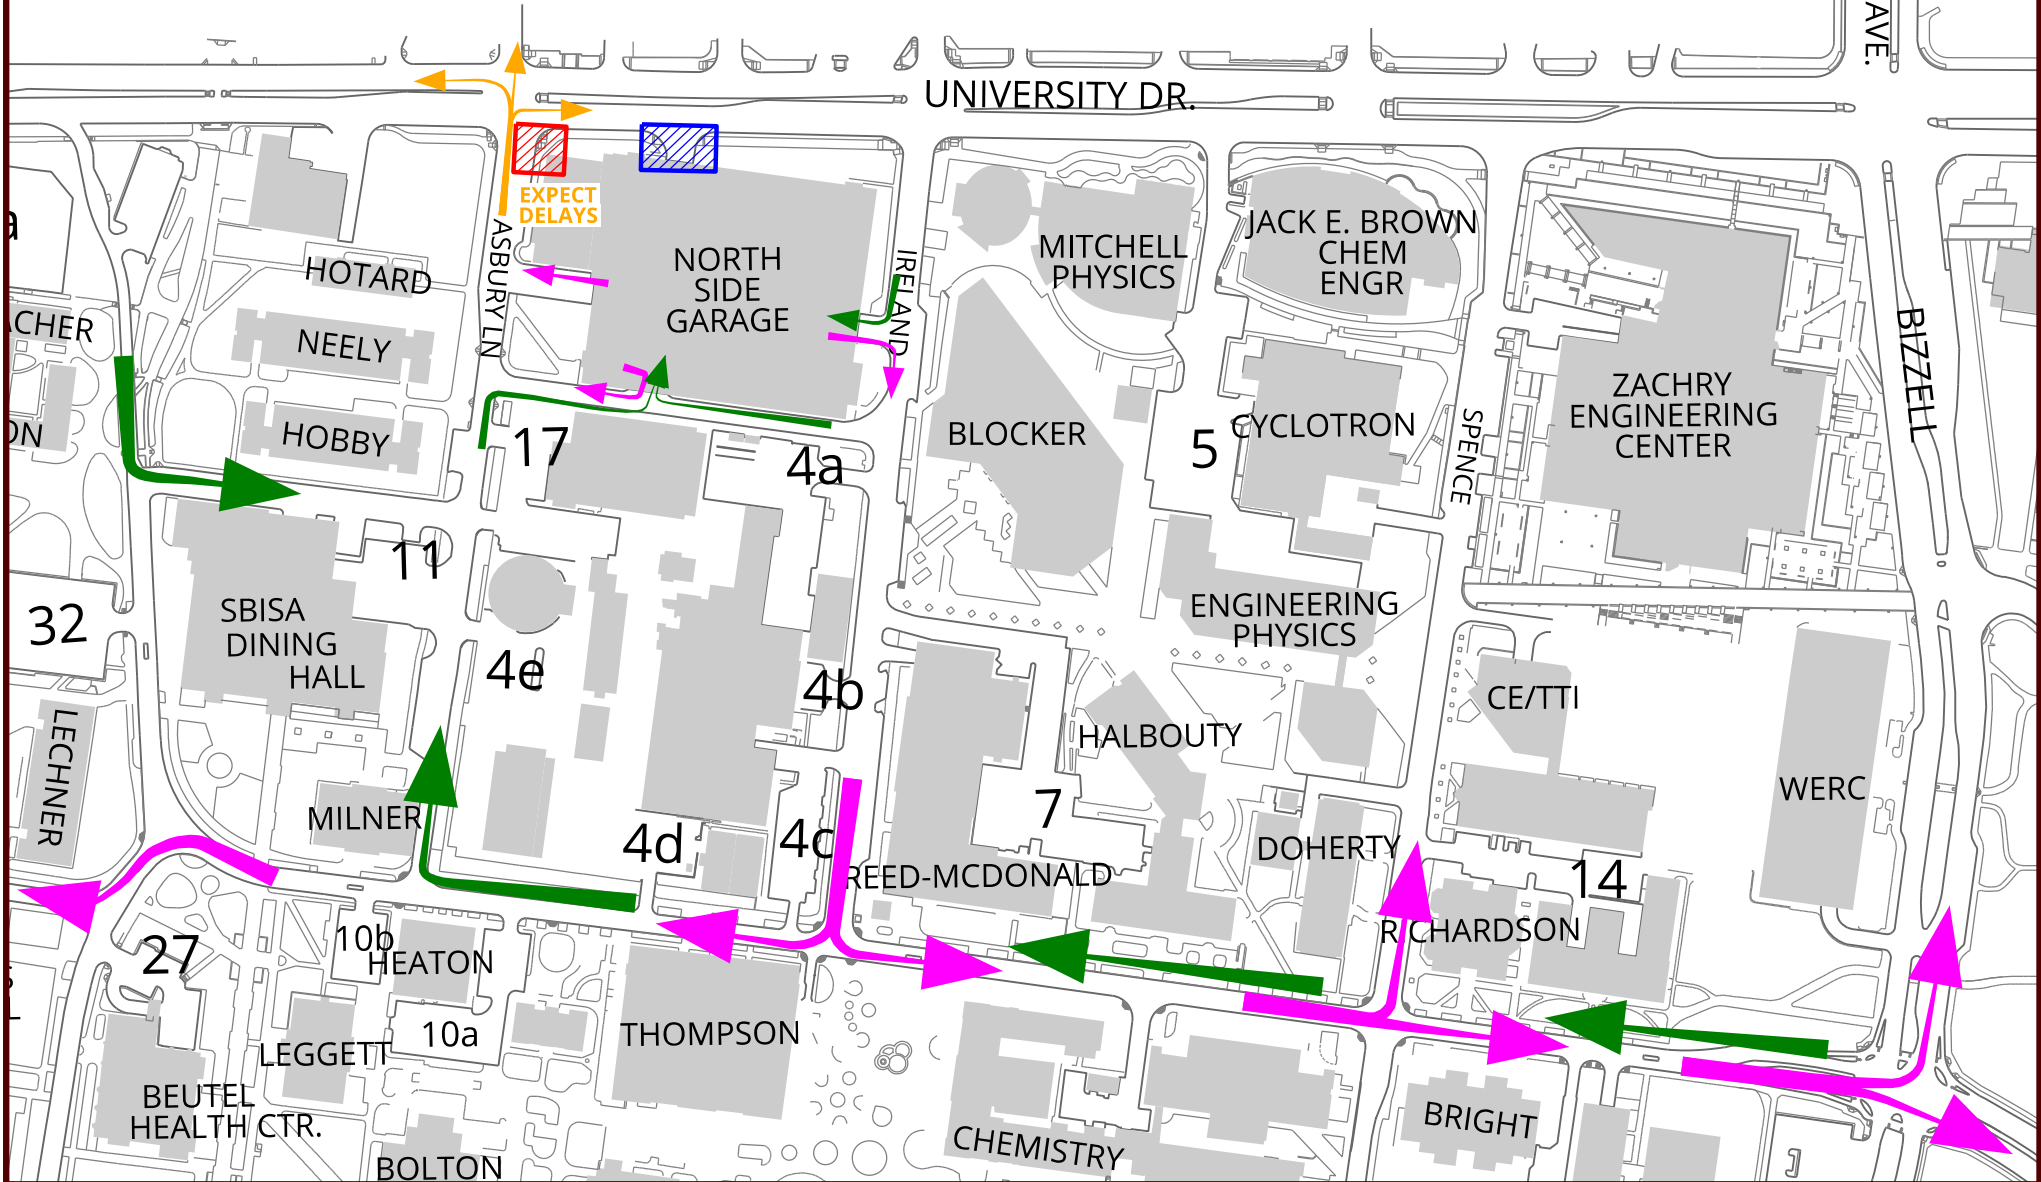 AVE.
UNIVERSITY DR.
EXPECT
DELAYS
a
ASBURY LN
HOTARD
NORTH
SIDE
GARAGE
IRELAND
MITCHELL
PHYSICS
JACK E. BROWN
CHEM
ENGR
ACHER
NEELY
BIZZELL
HOBBY
ON
17
4a
BLOCKER
5
CYCLOTRON
SPENCE
ZACHRY
ENGINEERING
CENTER
11
32
SBISA
DINING
HALL
4e
4b
ENGINEERING
PHYSICS
CE/TTI
LECHNER
HALBOUTY
MILNER
4d
4c
7
REED-MCDONALD
DOHERTY
14
WERC
RICHARDSON
27
10b
HEATON
10a
THOMPSON
LEGGETT
BEUTEL
HEALTH CTR.
BOLTON
CHEMISTRY
BRIGHT